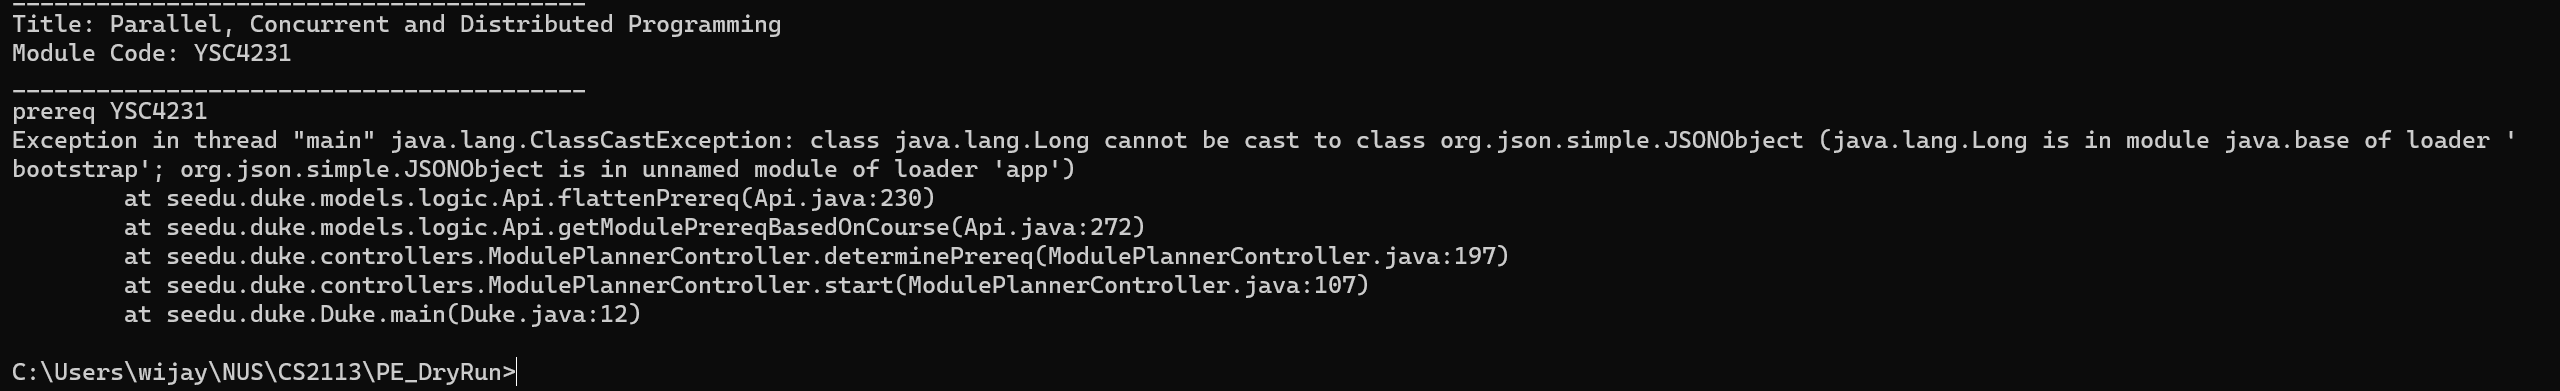 _________________________________________
Title: Parallel, Concurrent and Distributed Programming
Module Code: YSC4231
_________________________________________
prereq YSC4231
Exception in thread "main" java.lang.ClassCastException: class java.lang.Long cannot be cast to class org.json.simple.JSONObject (java.lang.Long is in module java.base of loader '
bootstrap'; org.json.simple.JSONObject is in unnamed module of loader 'app')
        at seedu.duke.models.logic.Api.flattenPrereq(Api.java:230)
        at seedu.duke.models.logic.Api.getModulePrereqBasedOnCourse(Api.java:272)
        at seedu.duke.controllers.ModulePlannerController.determinePrereq(ModulePlannerController.java:197)
        at seedu.duke.controllers.ModulePlannerController.start(ModulePlannerController.java:107)
        at seedu.duke.Duke.main(Duke.java:12)
C:\Users\wijay\NUS\CS2113\PE_DryRun>